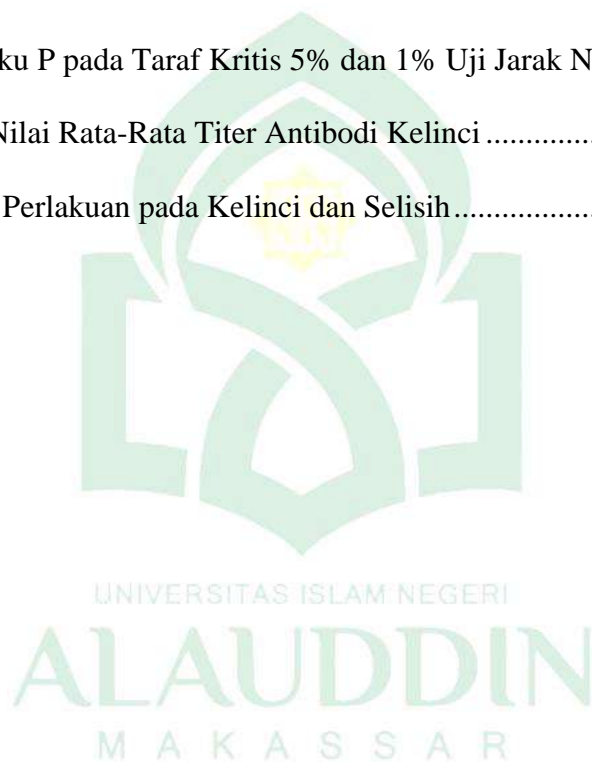 ku P pada Taraf Kritis 5% dan 1% Uji Jarak N
Nilai Rata-Rata Titer Antibodi Kelinci ..............
Perlakuan pada Kelinci dan Selisih..................
UNIVERSITAS ISLAM NEGERI
ALAUDDIN
MAKASSAR